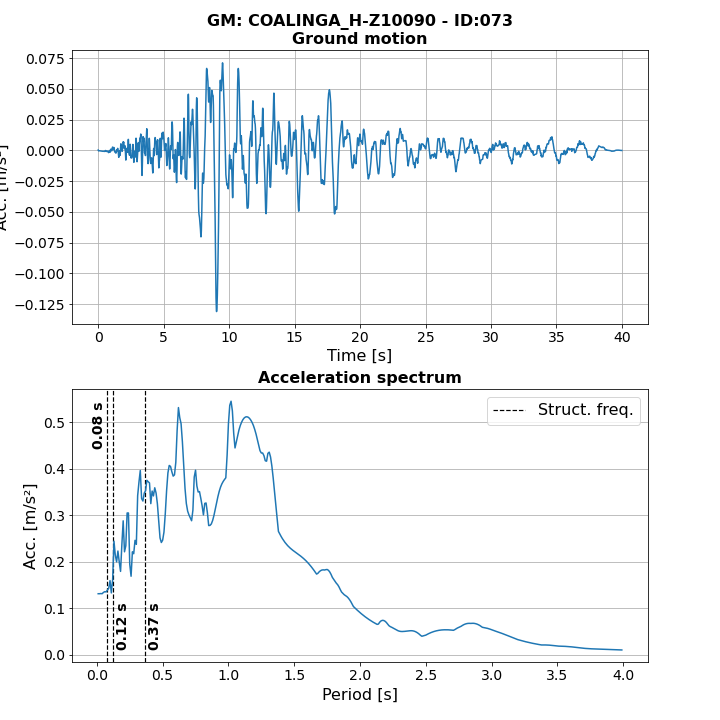 GM: COALINGA_H-Z10090 - ID:073
Ground motion
0.075
0.050
0.025
0.000
−0.025
−0.050
−0.075
−0.100
−0.125
Acc. [m/s²]
0 5 10 15 20 25 30 35 40
Time [s]
Acceleration spectrum
0.5
0.4
0.3
0.2
0.1
0.0
Acc. [m/s²]
0.08 s
0.12 s
0.37 s
Struct. freq.
0.0 0.5 1.0 1.5 2.0 2.5 3.0 3.5 4.0
Period [s]